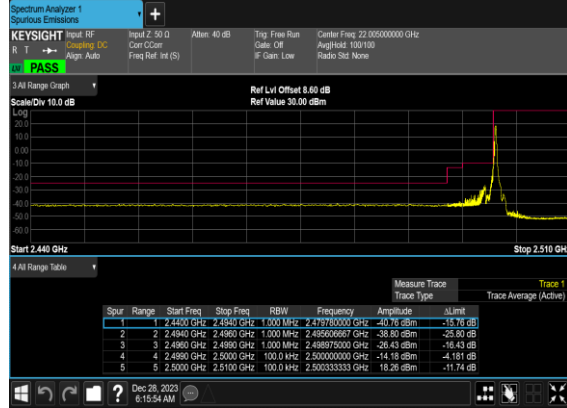 Spectrum Analyzer 1
Spurious Emissions
KEYSIGHT Input: RF Input Z: 50 Ω Atten: 40 dB Trig: Free Run Center Freq: 22.005000000 GHz
R T Coupling: DC Corr CCorr Gate: Off Avg|Hold: 100/100
Align: Auto Freq Ref: Int (S) IF Gain: Low Radio Std: None
LU PASS
3 All Range Graph
Ref Lvl Offset 8.60 dB
Scale/Div 10.0 dB Ref Value 30.00 dBm
Log
20.0
10.0
0.00
-10.0
-20.0
-30.0
-40.0
-50.0
-60.0
Start 2.440 GHz Stop 2.510 GHz
4 All Range Table
Measure Trace Trace 1
Trace Type Trace Average (Active)
Spur Range Start Freq Stop Freq RBW Frequency Amplitude ΔLimit
1 1 2.4400 GHz 2.4940 GHz 1.000 MHz 2.479780000 GHz -40.76 dBm -15.76 dB
2 2 2.4940 GHz 2.4960 GHz 1.000 MHz 2.495606667 GHz -38.80 dBm -25.80 dB
3 3 2.4960 GHz 2.4990 GHz 1.000 MHz 2.498975000 GHz -26.43 dBm -16.43 dB
4 4 2.4990 GHz 2.5000 GHz 100.0 kHz 2.500000000 GHz -14.18 dBm -4.181 dB
5 5 2.5000 GHz 2.5100 GHz 100.0 kHz 2.500333333 GHz 18.26 dBm -11.74 dB
? Dec 28, 2023
6:15:54 AM